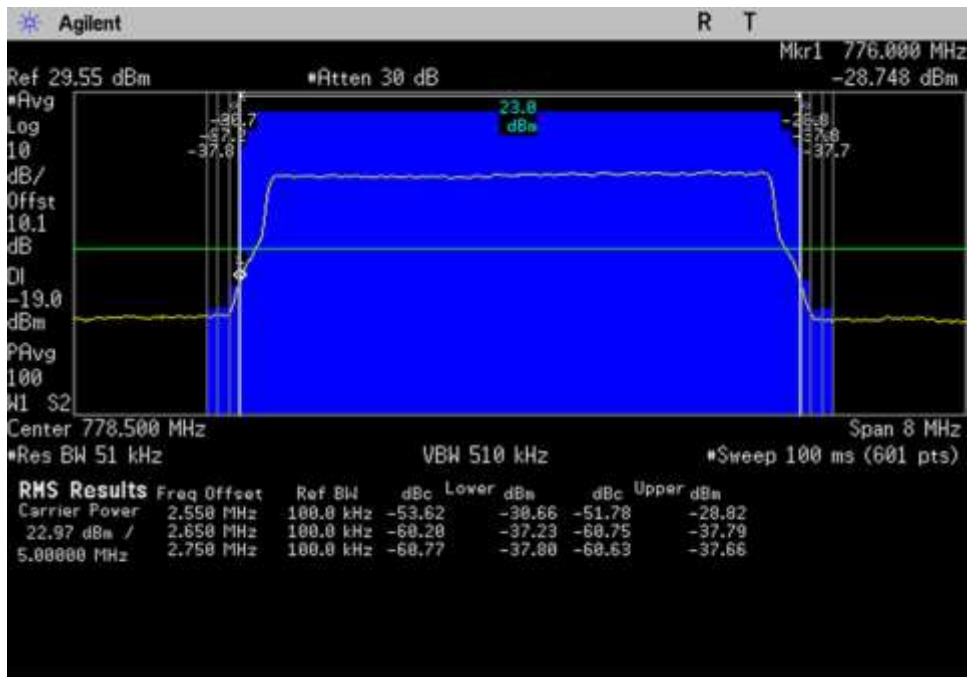 Agilent R T
Mkr1 776.000 MHz
Ref 29.55 dBm #Atten 30 dB -28.748 dBm
#Avg
Log
10
dB/
Offst
10.1
dB
DI
-19.0
dBm
PAvg
100
W1 S2
23.0
dBm
-37.8
-37.7
Center 778.500 MHz Span 8 MHz
#Res BW 51 kHz VBW 510 kHz #Sweep 100 ms (601 pts)
RMS Results Freq Offset Ref BW dBc Lower dBm dBc Upper dBm
Carrier Power 2.550 MHz 100.0 kHz -53.62 -30.66 -51.78 -28.82
22.97 dBm / 2.650 MHz 100.0 kHz -60.20 -37.23 -60.75 -37.79
5.00000 MHz 2.750 MHz 100.0 kHz -60.77 -37.80 -60.63 -37.66